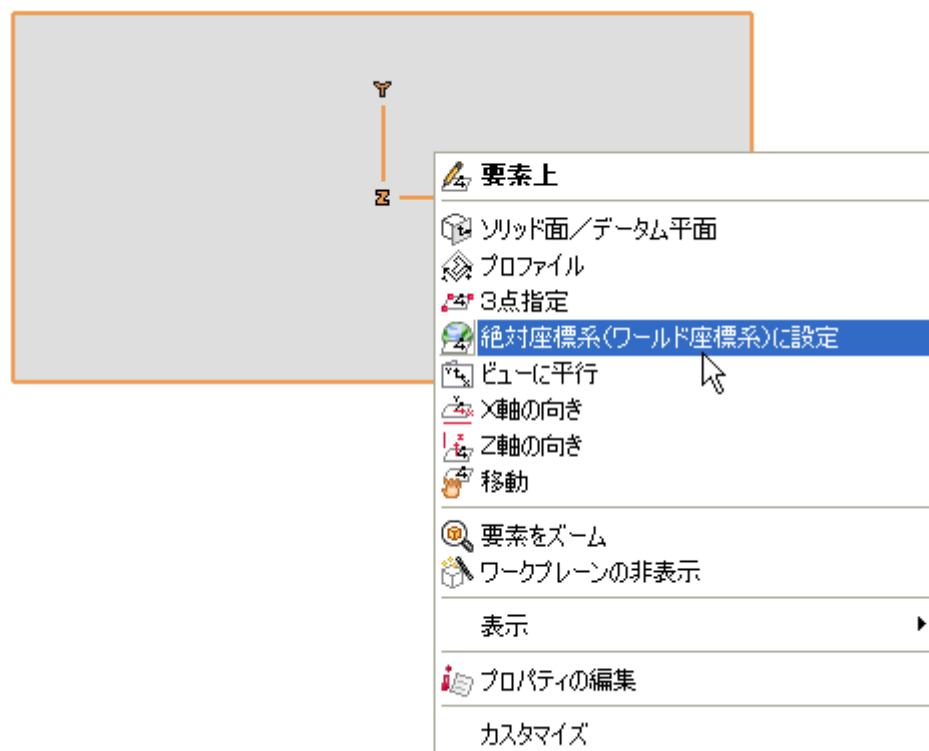 Y
Z
要素上
ソリッド面／データム平面
プロファイル
3点指定
絶対座標系(ワールド座標系)に設定
ビューに平行
X軸の向き
Z軸の向き
移動
要素をズーム
ワークプレーンの非表示
表示
プロパティの編集
カスタマイズ